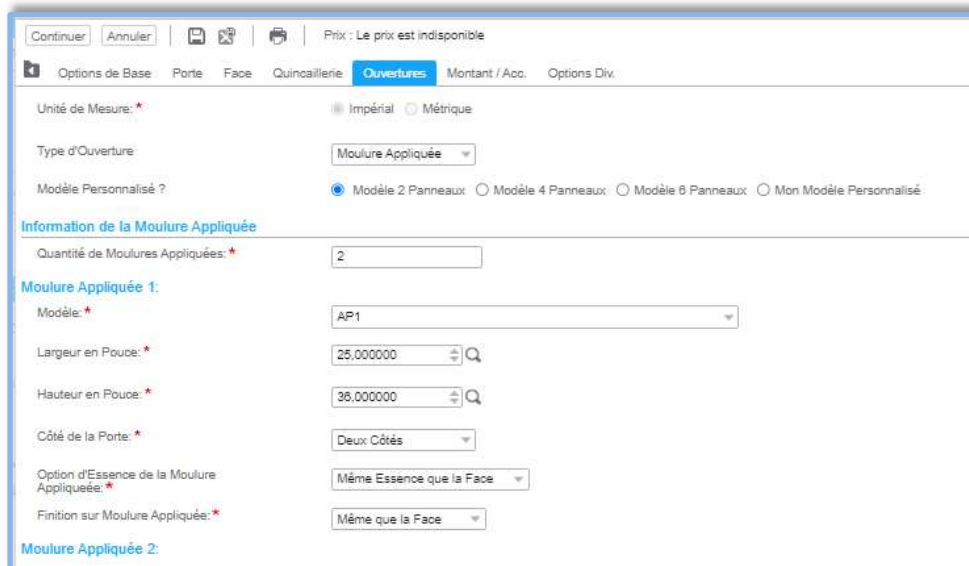 Continuer Annuler Prix : Le prix est indisponible
Options de Base Porte Face Quincaillerie Ouvertures Montant / Acc. Options Div.
Unité de Mesure: * Impérial Métrique
Type d'Ouverture Moulure Appliquée
Modèle Personnalisé ? Modèle 2 Panneaux Modèle 4 Panneaux Modèle 6 Panneaux Mon Modèle Personnalisé
Information de la Moulure Appliquée
Quantité de Moulures Appliquées: * 2
Moulure Appliquée 1:
Modèle: * AP1
Largeur en Pouce: * 25,000000
Hauteur en Pouce: * 36,000000
Côté de la Porte: * Deux Côtés
Option d'Essence de la Moulure
Appliqueée: * Même Essence que la Face
Finition sur Moulure Appliquée: * Même que la Face
Moulure Appliquée 2: